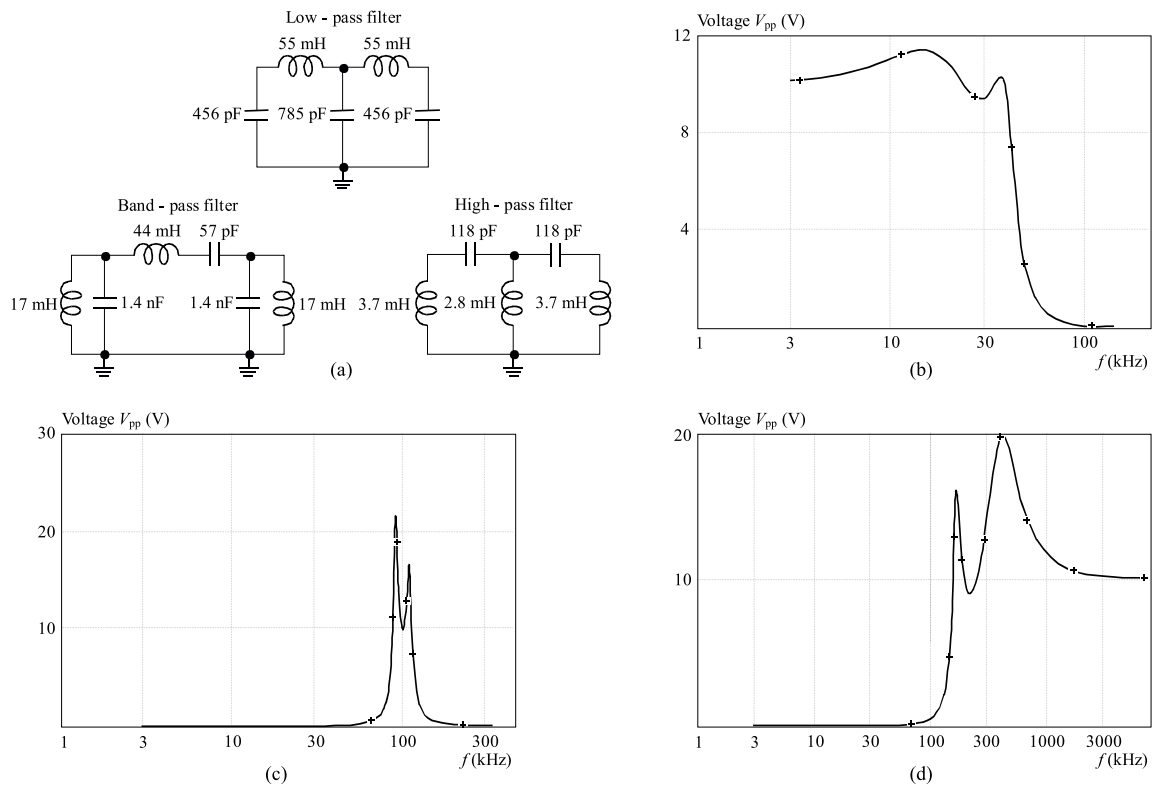 Low - pass filter
55 mH 55 mH
456 pF 785 pF 456 pF
Band - pass filter
44 mH 57 pF
17 mH 1.4 nF 1.4 nF 17 mH
High - pass filter
118 pF 118 pF
3.7 mH 2.8 mH 3.7 mH
(a)
Voltage Vpp (V)
12
8
4
1 3 10 30 100
f (kHz)
(b)
Voltage Vpp (V)
30
20
10
1 3 10 30 100 300
f (kHz)
(c)
Voltage Vpp (V)
20
10
1 3 10 30 100 300 1000 3000
f (kHz)
(d)